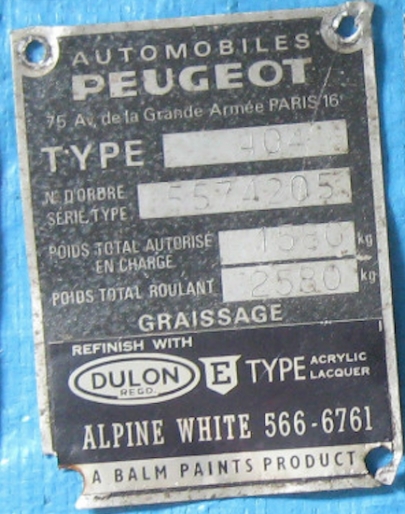 AUTOMOBILES
PEUGEOT
75 Av. de la Grande Armée PARIS 16
TYPE 404
N. D'ORDRE 5574205
SERIE TYPE
POIDS TOTAL AUTORISE 1580 kg
EN CHARGE
POIDS TOTAL ROULANT 2580 kg
GRAISSAGE
REFINISH WITH
DULON REGD. E TYPE ACRYLIC LACQUER
ALPINE WHITE 566-6761
A BALM PAINTS PRODUCT